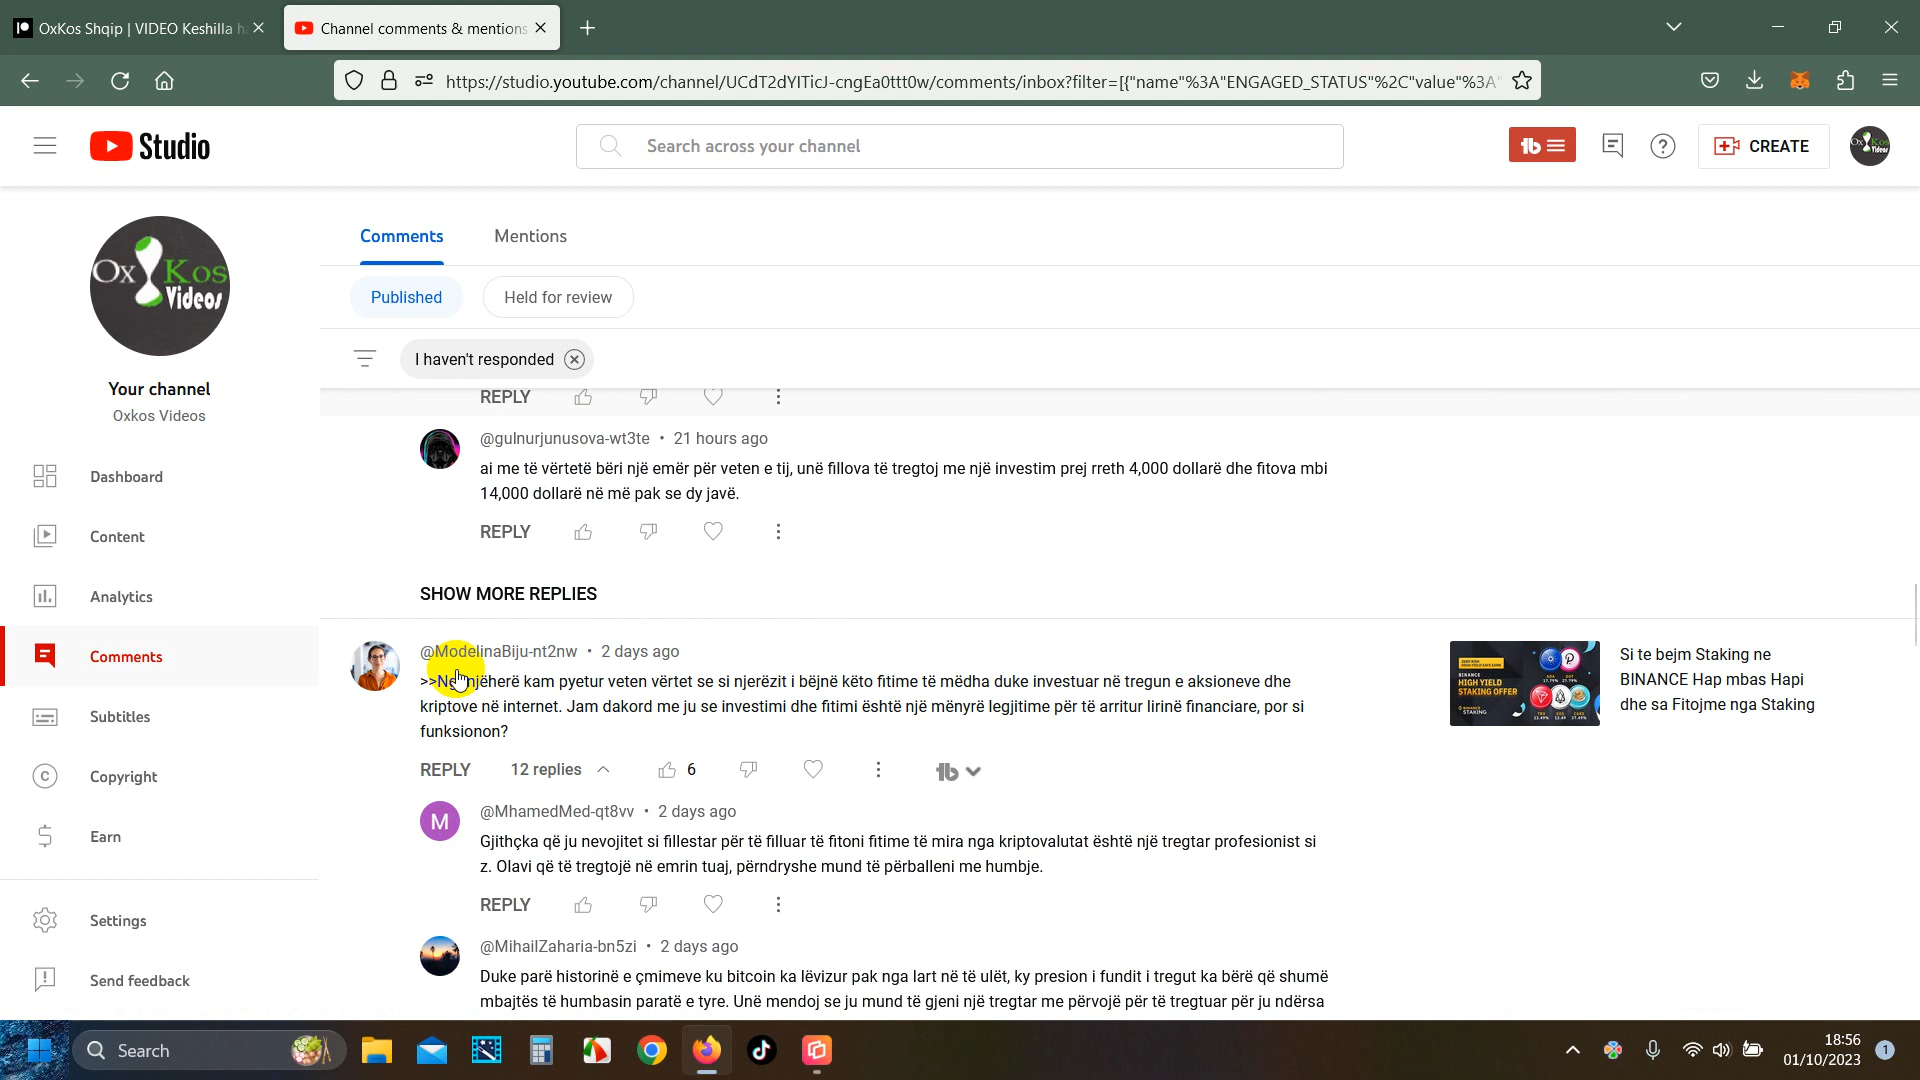 OxKos Shqip | VIDEO Keshilla
Channel comments & mentions
https://studio.youtube.com/channel/UCdT2dYlTicJ-cngEa0ttt0w/comments/inbox?filter=[{"name"%3A"ENGAGED_STATUS"%2C"value"%3A"
Studio
Search across your channel
CREATE
Ox Kos
Videos
Your channel
Oxkos Videos
Dashboard
Content
Analytics
Comments
Subtitles
Copyright
Earn
Settings
Send feedback
Comments
Mentions
Published
Held for review
I haven't responded
REPLY
@gulnurjunusova-wt3te • 21 hours ago
ai me të vërtetë bëri një emër për veten e tij, unë fillova të tregtoj me një investim prej rreth 4,000 dollarë dhe fitova mbi
14,000 dollarë në më pak se dy javë.
REPLY
SHOW MORE REPLIES
@ModelinaBiju-nt2nw • 2 days ago
kam pyetur veten vërtet se si njerëzit i bëjnë këto fitime të mëdha duke investuar në tregun e aksioneve dhe
kriptove në internet. Jam dakord me ju se investimi dhe fitimi është një mënyrë legjitime për të arritur lirinë financiare, por si
funksionon?
REPLY 12 replies 6
Si te bejm Staking ne
BINANCE Hap mbas Hapi
dhe sa Fitojme nga Staking
HIGH YIELD
STAKING OFFER
@MhamedMed-qt8vv • 2 days ago
Gjithçka që ju nevojitet si fillestar për të filluar të fitoni fitime të mira nga kriptovalutat është një tregtar profesionist si
z. Olavi që të tregtojë në emrin tuaj, përndryshe mund të përballeni me humbje.
REPLY
@MihailZaharia-bn5zi • 2 days ago
Duke parë historinë e çmimeve ku bitcoin ka lëvizur pak nga lart në të ulët, ky presion i fundit i tregut ka bërë që shumë
mbajtës të humbasin paratë e tyre. Unë mendoj se ju mund të gjeni një tregtar me përvojë për të tregtuar për ju ndërsa
Search
18:56
01/10/2023
1